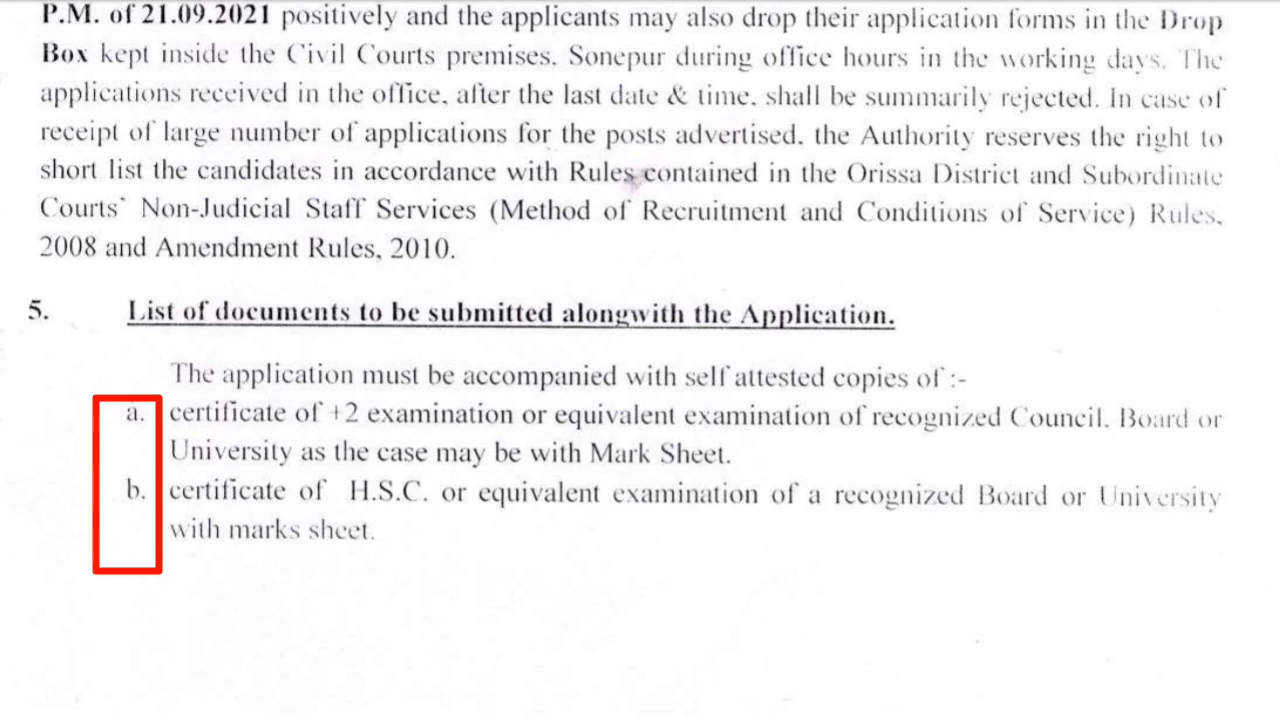 P.M. of 21.09.2021 positively and the applicants may also drop their application forms in the Drop
Box kept inside the Civil Courts premises, Sonepur during office hours in the working days. The
applications received in the office, after the last date & time, shall be summarily rejected. In case of
receipt of large number of applications for the posts advertised, the Authority reserves the right to
short list the candidates in accordance with Rules contained in the Orissa District and Subordinate
Courts' Non-Judicial Staff Services (Method of Recruitment and Conditions of Service) Rules,
2008 and Amendment Rules, 2010.
5. List of documents to be submitted alongwith the Application.
The application must be accompanied with self attested copies of :-
a. certificate of +2 examination or equivalent examination of recognized Council, Board or
University as the case may be with Mark Sheet.
b. certificate of H.S.C. or equivalent examination of a recognized Board or University
with marks sheet.